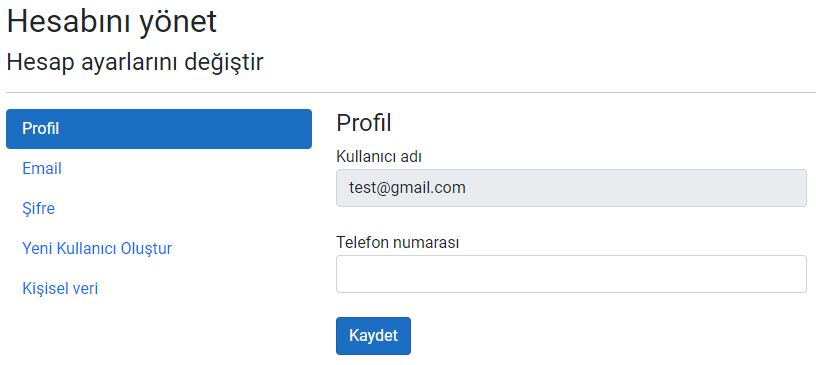 Hesabını yönet
Hesap ayarlarını değiştir
Profil
Email
Şifre
Yeni Kullanıcı Oluştur
Kişisel veri
Profil
Kullanıcı adı
test@gmail.com
Telefon numarası
Kaydet